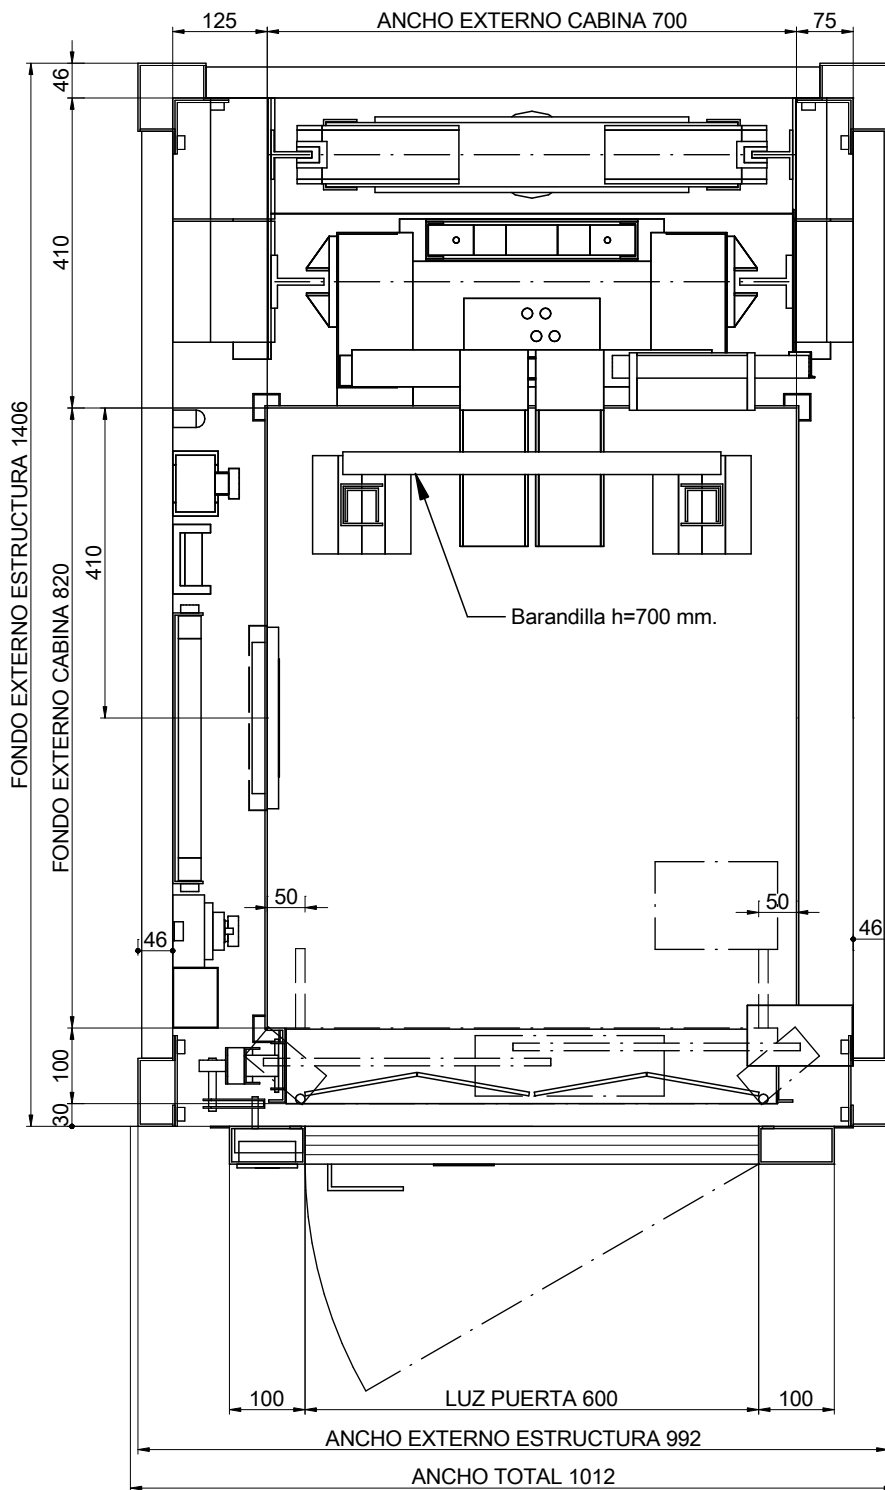 125
ANCHO EXTERNO CABINA 700
75
46
410
FONDO EXTERNO ESTRUCTURA 1406
FONDO EXTERNO CABINA 820
410
Barandilla h=700 mm.
50
50
46
46
100
30
100
LUZ PUERTA 600
100
ANCHO EXTERNO ESTRUCTURA 992
ANCHO TOTAL 1012